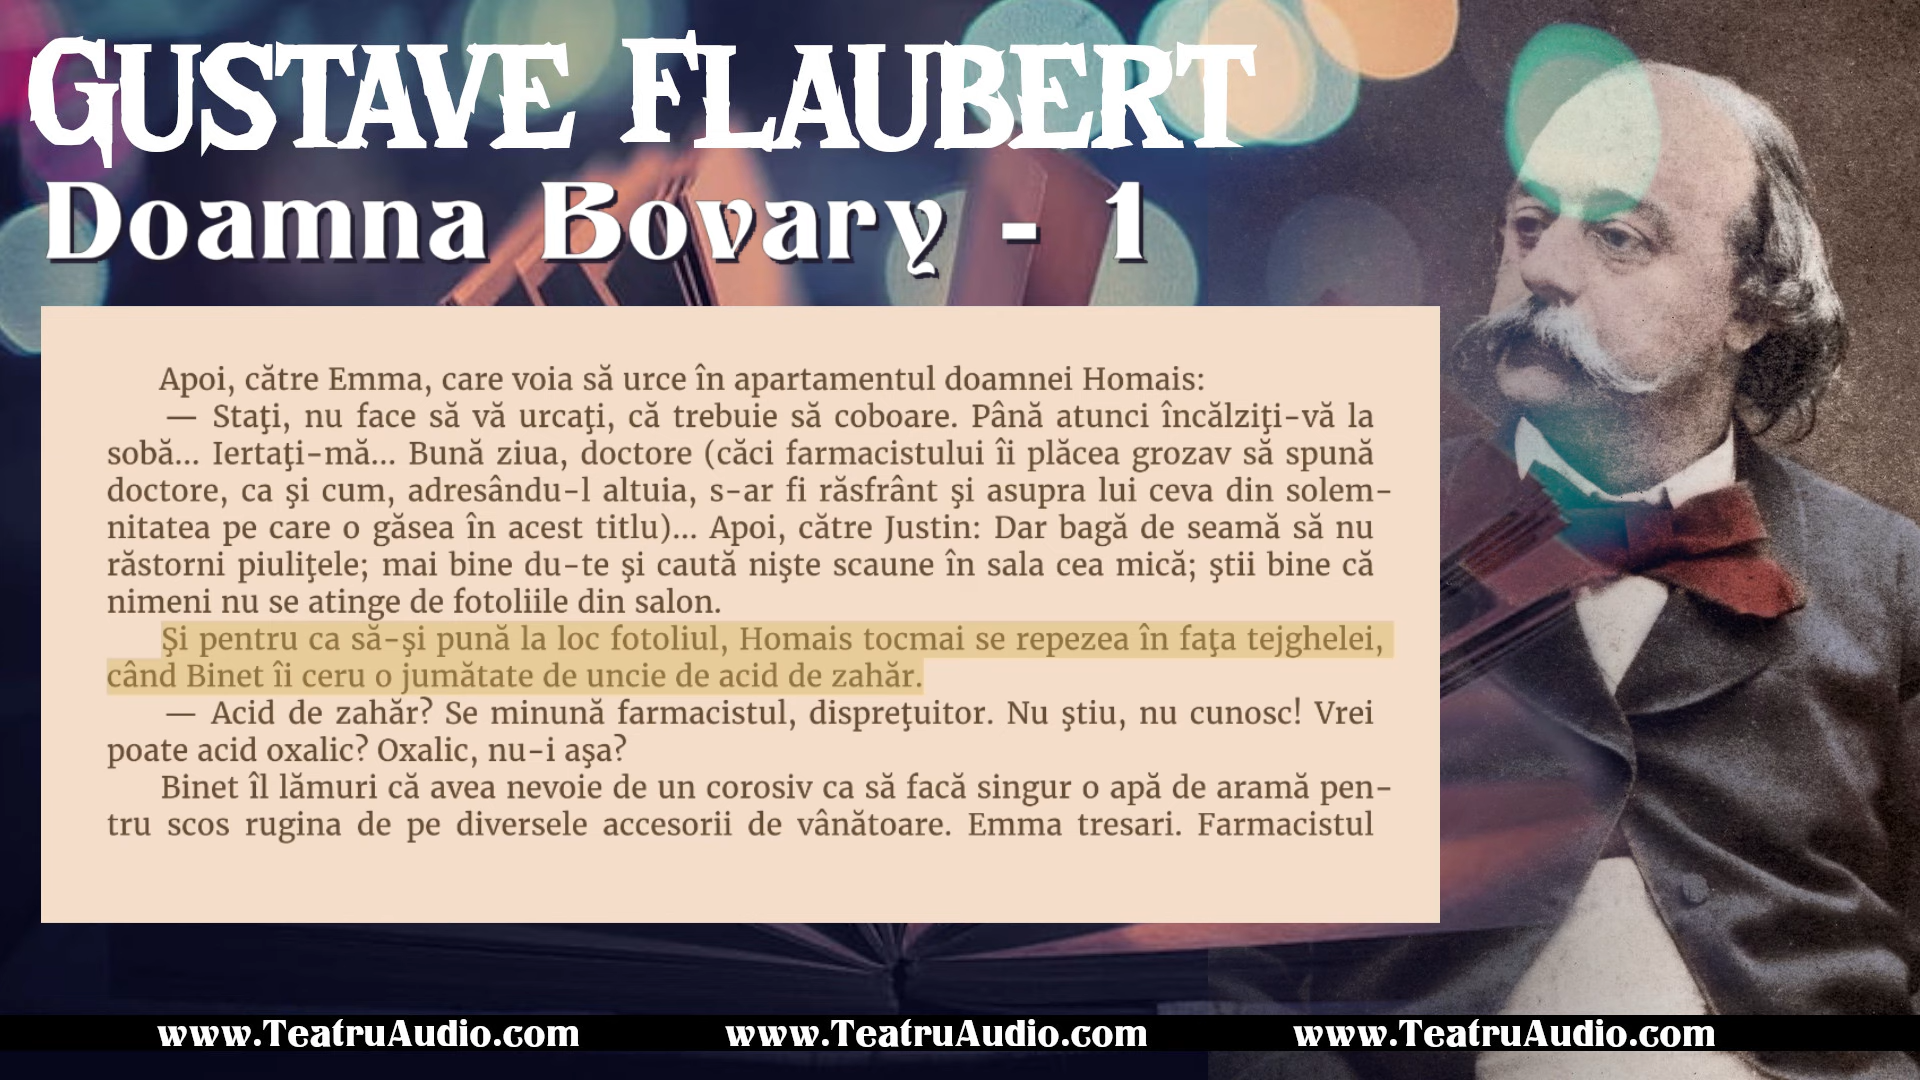 GUSTAVE FLAUBERT
Doamna Bovary - 1
Apoi, către Emma, care voia să urce în apartamentul doamnei Homais:
— Staţi, nu face să vă urcaţi, că trebuie să coboare. Până atunci încălziţi-vă la
sobă... Iertaţi-mă... Bună ziua, doctore (căci farmacistului îi plăcea grozav să spună
doctore, ca şi cum, adresându-l altuia, s-ar fi răsfrânt şi asupra lui ceva din solem-
nitatea pe care o găsea în acest titlu)... Apoi, către Justin: Dar bagă de seamă să nu
răstorni piuliţele; mai bine du-te şi caută nişte scaune în sala cea mică; ştii bine că
nimeni nu se atinge de fotoliile din salon.
Şi pentru ca să-şi pună la loc fotoliul, Homais tocmai se repezea în faţa tejghelei,
când Binet îi ceru o jumătate de uncie de acid de zahăr.
— Acid de zahăr? Se minună farmacistul, dispreţuitor. Nu ştiu, nu cunosc! Vrei
poate acid oxalic? Oxalic, nu-i aşa?
Binet îl lămuri că avea nevoie de un corosiv ca să facă singur o apă de aramă pen-
tru scos rugina de pe diversele accesorii de vânătoare. Emma tresari. Farmacistul
www.TeatruAudio.com www.TeatruAudio.com www.TeatruAudio.com